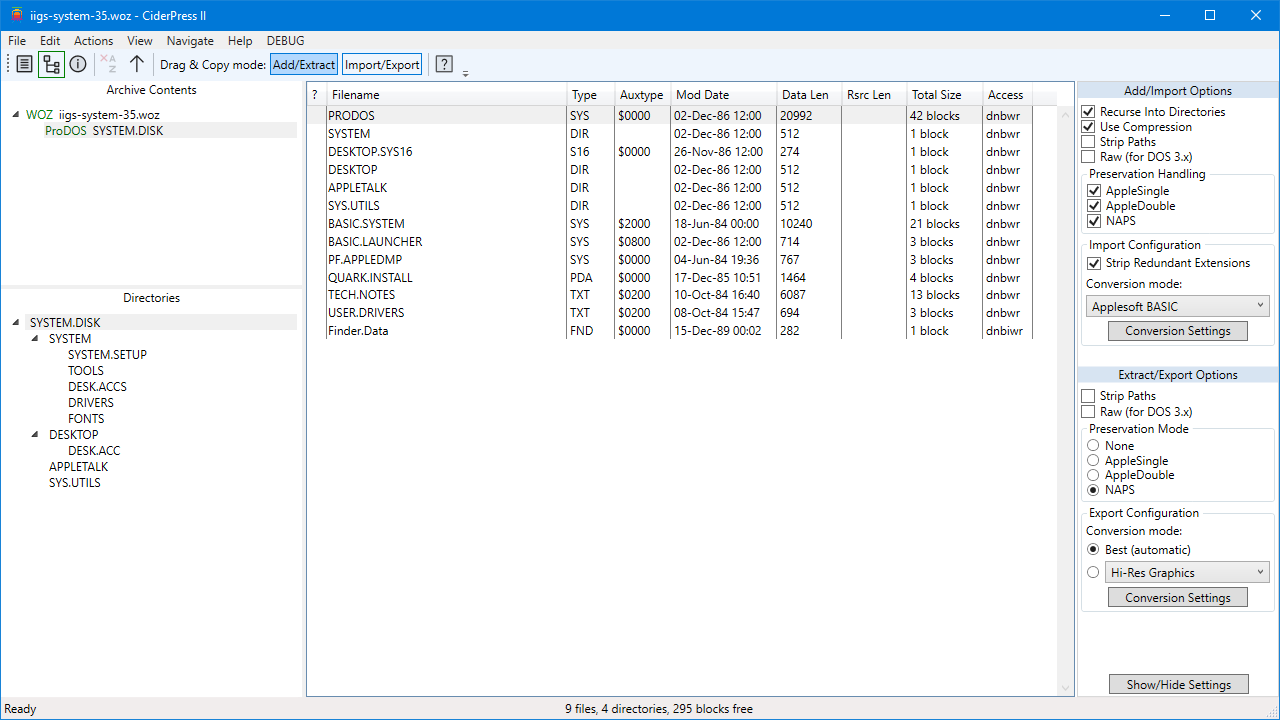 iigs-system-35.woz - CiderPress II
File Edit Actions View Navigate Help DEBUG
Drag & Copy mode: Add/Extract Import/Export ?
Archive Contents
WOZ iigs-system-35.woz
ProDOS SYSTEM.DISK
Directories
SYSTEM.DISK
SYSTEM
SYSTEM.SETUP
TOOLS
DESK.ACCS
DRIVERS
FONTS
DESKTOP
DESK.ACC
APPLETALK
SYS.UTILS
? Filename Type Auxtype Mod Date Data Len Rsrc Len Total Size Access
PRODOS SYS $0000 02-Dec-86 12:00 20992 42 blocks dnbwr
SYSTEM DIR 02-Dec-86 12:00 512 1 block dnbwr
DESKTOP.SYS16 S16 $0000 26-Nov-86 12:00 274 1 block dnbwr
DESKTOP DIR 02-Dec-86 12:00 512 1 block dnbwr
APPLETALK DIR 02-Dec-86 12:00 512 1 block dnbwr
SYS.UTILS DIR 02-Dec-86 12:00 512 1 block dnbwr
BASIC.SYSTEM SYS $2000 18-Jun-84 00:00 10240 21 blocks dnbwr
BASIC.LAUNCHER SYS $0800 02-Dec-86 12:00 714 3 blocks dnbwr
PF.APPLEDMP SYS $0000 04-Jun-84 19:36 767 3 blocks dnbwr
QUARK.INSTALL PDA $0000 17-Dec-85 10:51 1464 4 blocks dnbwr
TECH.NOTES TXT $0200 10-Oct-84 16:40 6087 13 blocks dnbwr
USER.DRIVERS TXT $0200 08-Oct-84 15:47 694 3 blocks dnbwr
Finder.Data FND $0000 15-Dec-89 00:02 282 1 block dnbiwr
Add/Import Options
Recurse Into Directories
Use Compression
Strip Paths
Raw (for DOS 3.x)
Preservation Handling
AppleSingle
AppleDouble
NAPS
Import Configuration
Strip Redundant Extensions
Conversion mode:
Applesoft BASIC
Conversion Settings
Extract/Export Options
Strip Paths
Raw (for DOS 3.x)
Preservation Mode
None
AppleSingle
AppleDouble
NAPS
Export Configuration
Conversion mode:
Best (automatic)
Hi-Res Graphics
Conversion Settings
Show/Hide Settings
Ready 9 files, 4 directories, 295 blocks free